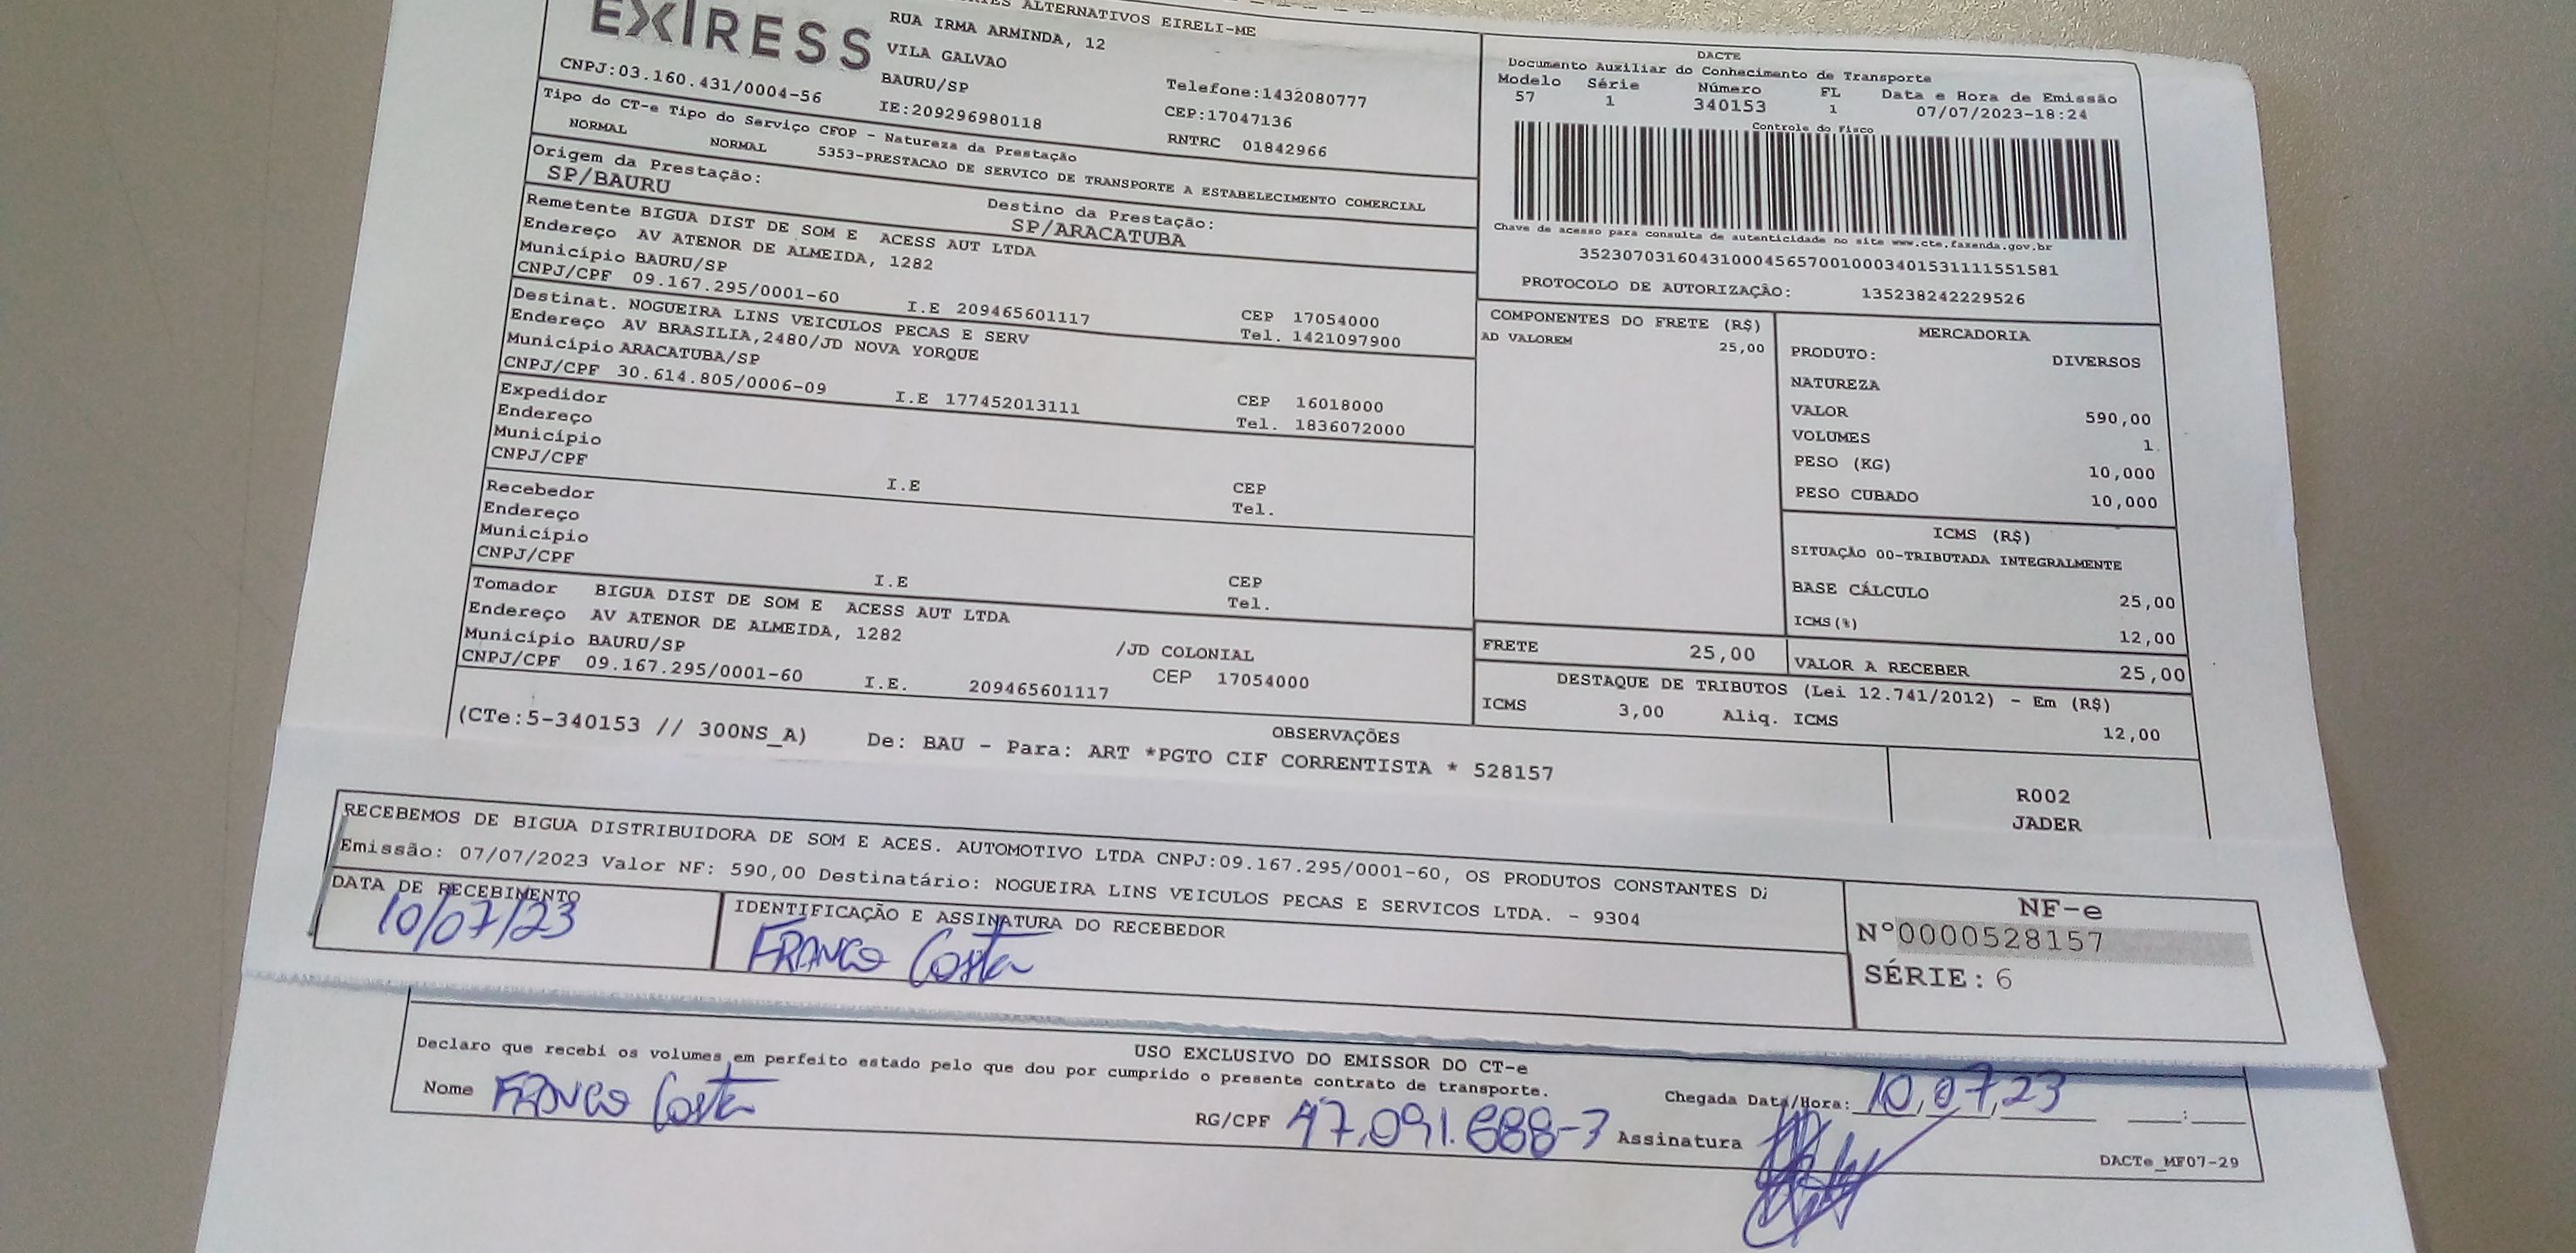 ALTERNATIVOS EIRELI-ME
EXIRESS
RUA IRMA ARMINDA, 12
VILA GALVAO
BAURU/SP
Telefone:1432080777
CNPJ:03.160.431/0004-56
IE:209296980118
CEP:17047136
RNTRC 01842966
Tipo do CT-e Tipo do Serviço CFOP - Natureza da Prestação
NORMAL NORMAL 5353-PRESTACAO DE SERVICO DE TRANSPORTE A ESTABELECIMENTO COMERCIAL
Origem da Prestação: Destino da Prestação:
SP/BAURU SP/ARACATUBA
Remetente BIGUA DIST DE SOM E ACESS AUT LTDA
Endereço AV ATENOR DE ALMEIDA, 1282
Município BAURU/SP CEP 17054000
CNPJ/CPF 09.167.295/0001-60 I.E 209465601117 Tel. 1421097900
Destinat. NOGUEIRA LINS VEICULOS PECAS E SERV
Endereço AV BRASILIA,2480/JD NOVA YORQUE
Município ARACATUBA/SP CEP 16018000
CNPJ/CPF 30.614.805/0006-09 I.E 177452013111 Tel. 1836072000
Expedidor
Endereço
Município CEP
CNPJ/CPF I.E Tel.
Recebedor
Endereço
Município CEP
CNPJ/CPF I.E Tel.
Tomador BIGUA DIST DE SOM E ACESS AUT LTDA
Endereço AV ATENOR DE ALMEIDA, 1282 /JD COLONIAL
Município BAURU/SP CEP 17054000
CNPJ/CPF 09.167.295/0001-60 I.E. 209465601117
DACTE
Documento Auxiliar do Conhecimento de Transporte
Modelo Série Número FL Data e Hora de Emissão
57 1 340153 1 07/07/2023-18:24
Controle do Fisco
Chave de acesso para consulta de autenticidade no site www.cte.fazenda.gov.br
35230703160431000456570010003401531111551581
PROTOCOLO DE AUTORIZAÇÃO: 135238242229526
COMPONENTES DO FRETE (R$)
AD VALOREM 25,00
MERCADORIA
PRODUTO: DIVERSOS
NATUREZA
VALOR 590,00
VOLUMES 1
PESO (KG) 10,000
PESO CUBADO 10,000
ICMS (R$)
SITUAÇÃO 00-TRIBUTADA INTEGRALMENTE
BASE CÁLCULO 25,00
ICMS(%) 12,00
FRETE 25,00 VALOR A RECEBER 25,00
DESTAQUE DE TRIBUTOS (Lei 12.741/2012) - Em (R$)
ICMS 3,00 Aliq. ICMS 12,00
OBSERVAÇÕES
(CTe:5-340153 // 300NS_A) De: BAU - Para: ART *PGTO CIF CORRENTISTA * 528157
R002
JADER
RECEBEMOS DE BIGUA DISTRIBUIDORA DE SOM E ACES. AUTOMOTIVO LTDA CNPJ:09.167.295/0001-60, OS PRODUTOS CONSTANTES
Emissão: 07/07/2023 Valor NF: 590,00 Destinatário: NOGUEIRA LINS VEICULOS PECAS E SERVICOS LTDA. - 9304
DATA DE RECEBIMENTO
10/07/23
IDENTIFICAÇÃO E ASSINATURA DO RECEBEDOR
FRANCO Costa
NF-e
N°0000528157
SÉRIE: 6
USO EXCLUSIVO DO EMISSOR DO CT-e
Declaro que recebi os volumes em perfeito estado pelo que dou por cumprido o presente contrato de transporte.
Chegada Data/Hora: 10,07,23 :
Nome FRANCO Costa RG/CPF 47.091.688-7 Assinatura
DACTe_MF07-29